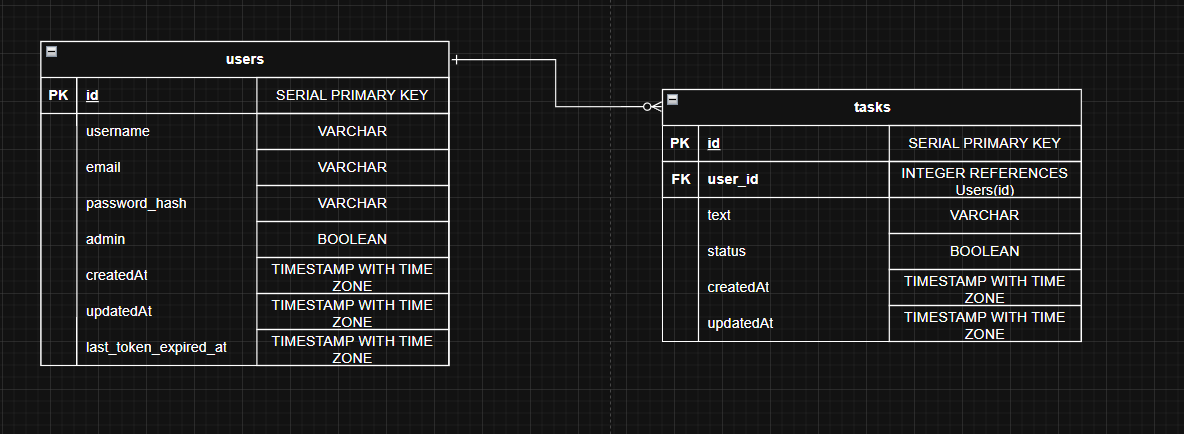 users
PK id SERIAL PRIMARY KEY
username VARCHAR
email VARCHAR
password_hash VARCHAR
admin BOOLEAN
createdAt TIMESTAMP WITH TIME
ZONE
updatedAt TIMESTAMP WITH TIME
ZONE
last_token_expired_at TIMESTAMP WITH TIME
ZONE
tasks
PK id SERIAL PRIMARY KEY
FK user_id INTEGER REFERENCES
Users(id)
text VARCHAR
status BOOLEAN
createdAt TIMESTAMP WITH TIME
ZONE
updatedAt TIMESTAMP WITH TIME
ZONE